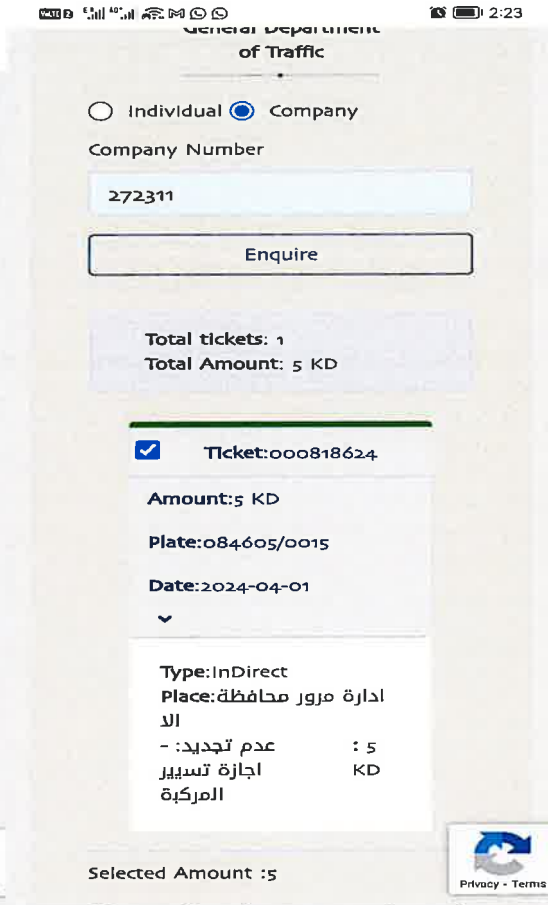 2:23
General Department
of Traffic
Individual Company
Company Number
272311
Enquire
Total tickets: 1
Total Amount: 5 KD
Ticket:000818624
Amount:5 KD
Plate:084605/0015
Date:2024-04-01
Type:InDirect
Place:ادارة مرور محافظة
الا
- :عدم تجديد : 5
اجازة تسيير KD
المركبة
Selected Amount :5
Privacy - Terms